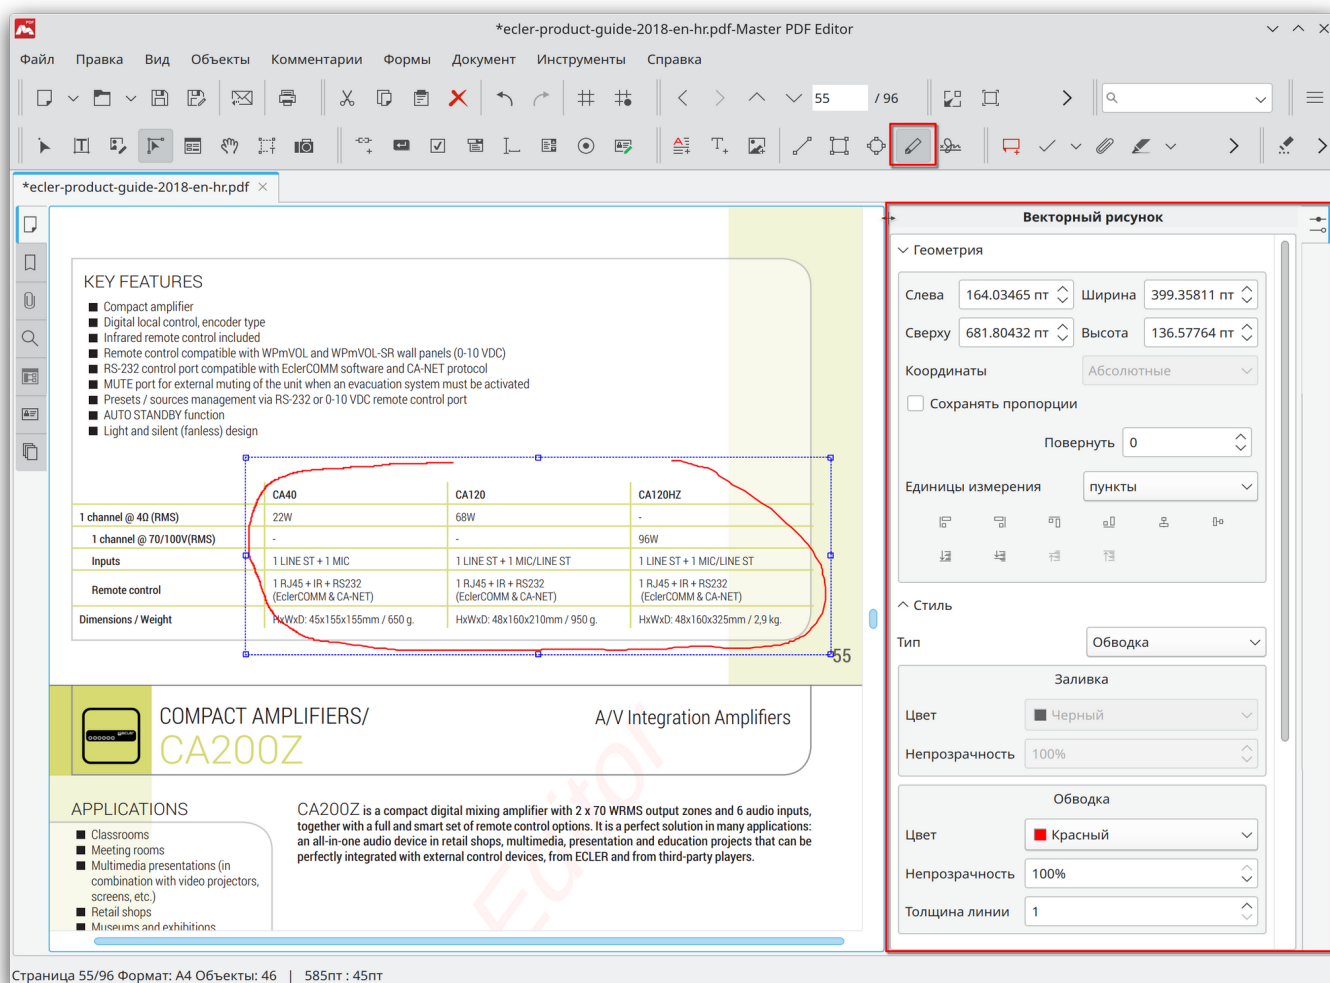 *ecler-product-guide-2018-en-hr.pdf-Master PDF Editor
Файл Правка Вид Объекты Комментарии Формы Документ Инструменты Справка
55 / 96
*ecler-product-guide-2018-en-hr.pdf
KEY FEATURES
Compact amplifier
Digital local control, encoder type
Infrared remote control included
Remote control compatible with WPmVOL and WPmVOL-SR wall panels (0-10 VDC)
RS-232 control port compatible with EclerCOMM software and CA-NET protocol
MUTE port for external muting of the unit when an evacuation system must be activated
Presets / sources management via RS-232 or 0-10 VDC remote control port
AUTO STANDBY function
Light and silent (fanless) design
CA40 CA120 CA120HZ
1 channel @ 4Ω (RMS) 22W 68W -
1 channel @ 70/100V(RMS) - - 96W
Inputs 1 LINE ST + 1 MIC 1 LINE ST + 1 MIC/LINE ST 1 LINE ST + 1 MIC/LINE ST
Remote control 1 RJ45 + IR + RS232 1 RJ45 + IR + RS232 1 RJ45 + IR + RS232
(EclerCOMM & CA-NET) (EclerCOMM & CA-NET) (EclerCOMM & CA-NET)
Dimensions / Weight HxWxD: 45x155x155mm / 650 g. HxWxD: 48x160x210mm / 950 g. HxWxD: 48x160x325mm / 2,9 kg.
55
COMPACT AMPLIFIERS/
CA200Z
A/V Integration Amplifiers
APPLICATIONS
Classrooms
Meeting rooms
Multimedia presentations (in
combination with video projectors,
screens, etc.)
Retail shops
Museums and exhibitions
CA200Z is a compact digital mixing amplifier with 2 x 70 WRMS output zones and 6 audio inputs,
together with a full and smart set of remote control options. It is a perfect solution in many applications:
an all-in-one audio device in retail shops, multimedia, presentation and education projects that can be
perfectly integrated with external control devices, from ECLER and from third-party players.
Editor
Векторный рисунок
Геометрия
Слева 164.03465 пт Ширина 399.35811 пт
Сверху 681.80432 пт Высота 136.57764 пт
Координаты Абсолютные
Сохранять пропорции
Повернуть 0
Единицы измерения пункты
Стиль
Тип Обводка
Заливка
Цвет Черный
Непрозрачность 100%
Обводка
Цвет Красный
Непрозрачность 100%
Толщина линии 1
Страница 55/96 Формат: A4 Объекты: 46 | 585пт : 45пт